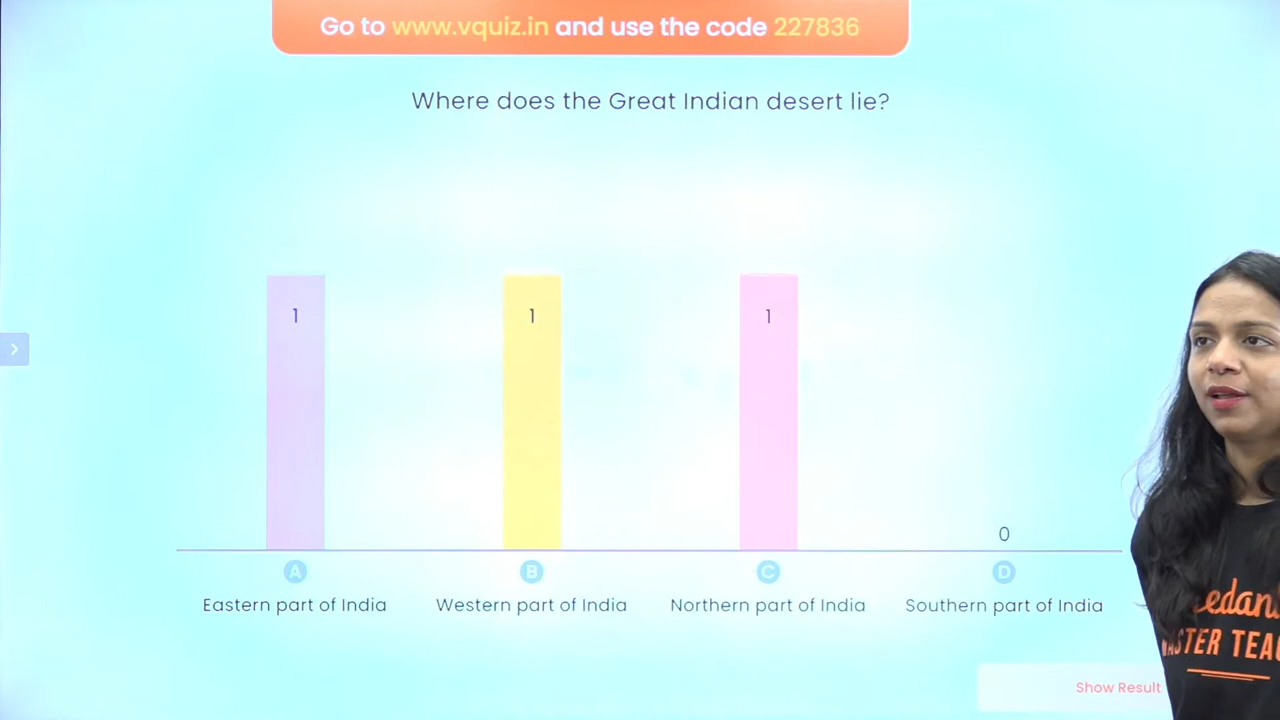 Go to www.vquiz.in and use the code 227836
Where does the Great Indian desert lie?
1
1
1
0
A
B
C
D
Eastern part of India
Western part of India
Northern part of India
Southern part of India
Show Result